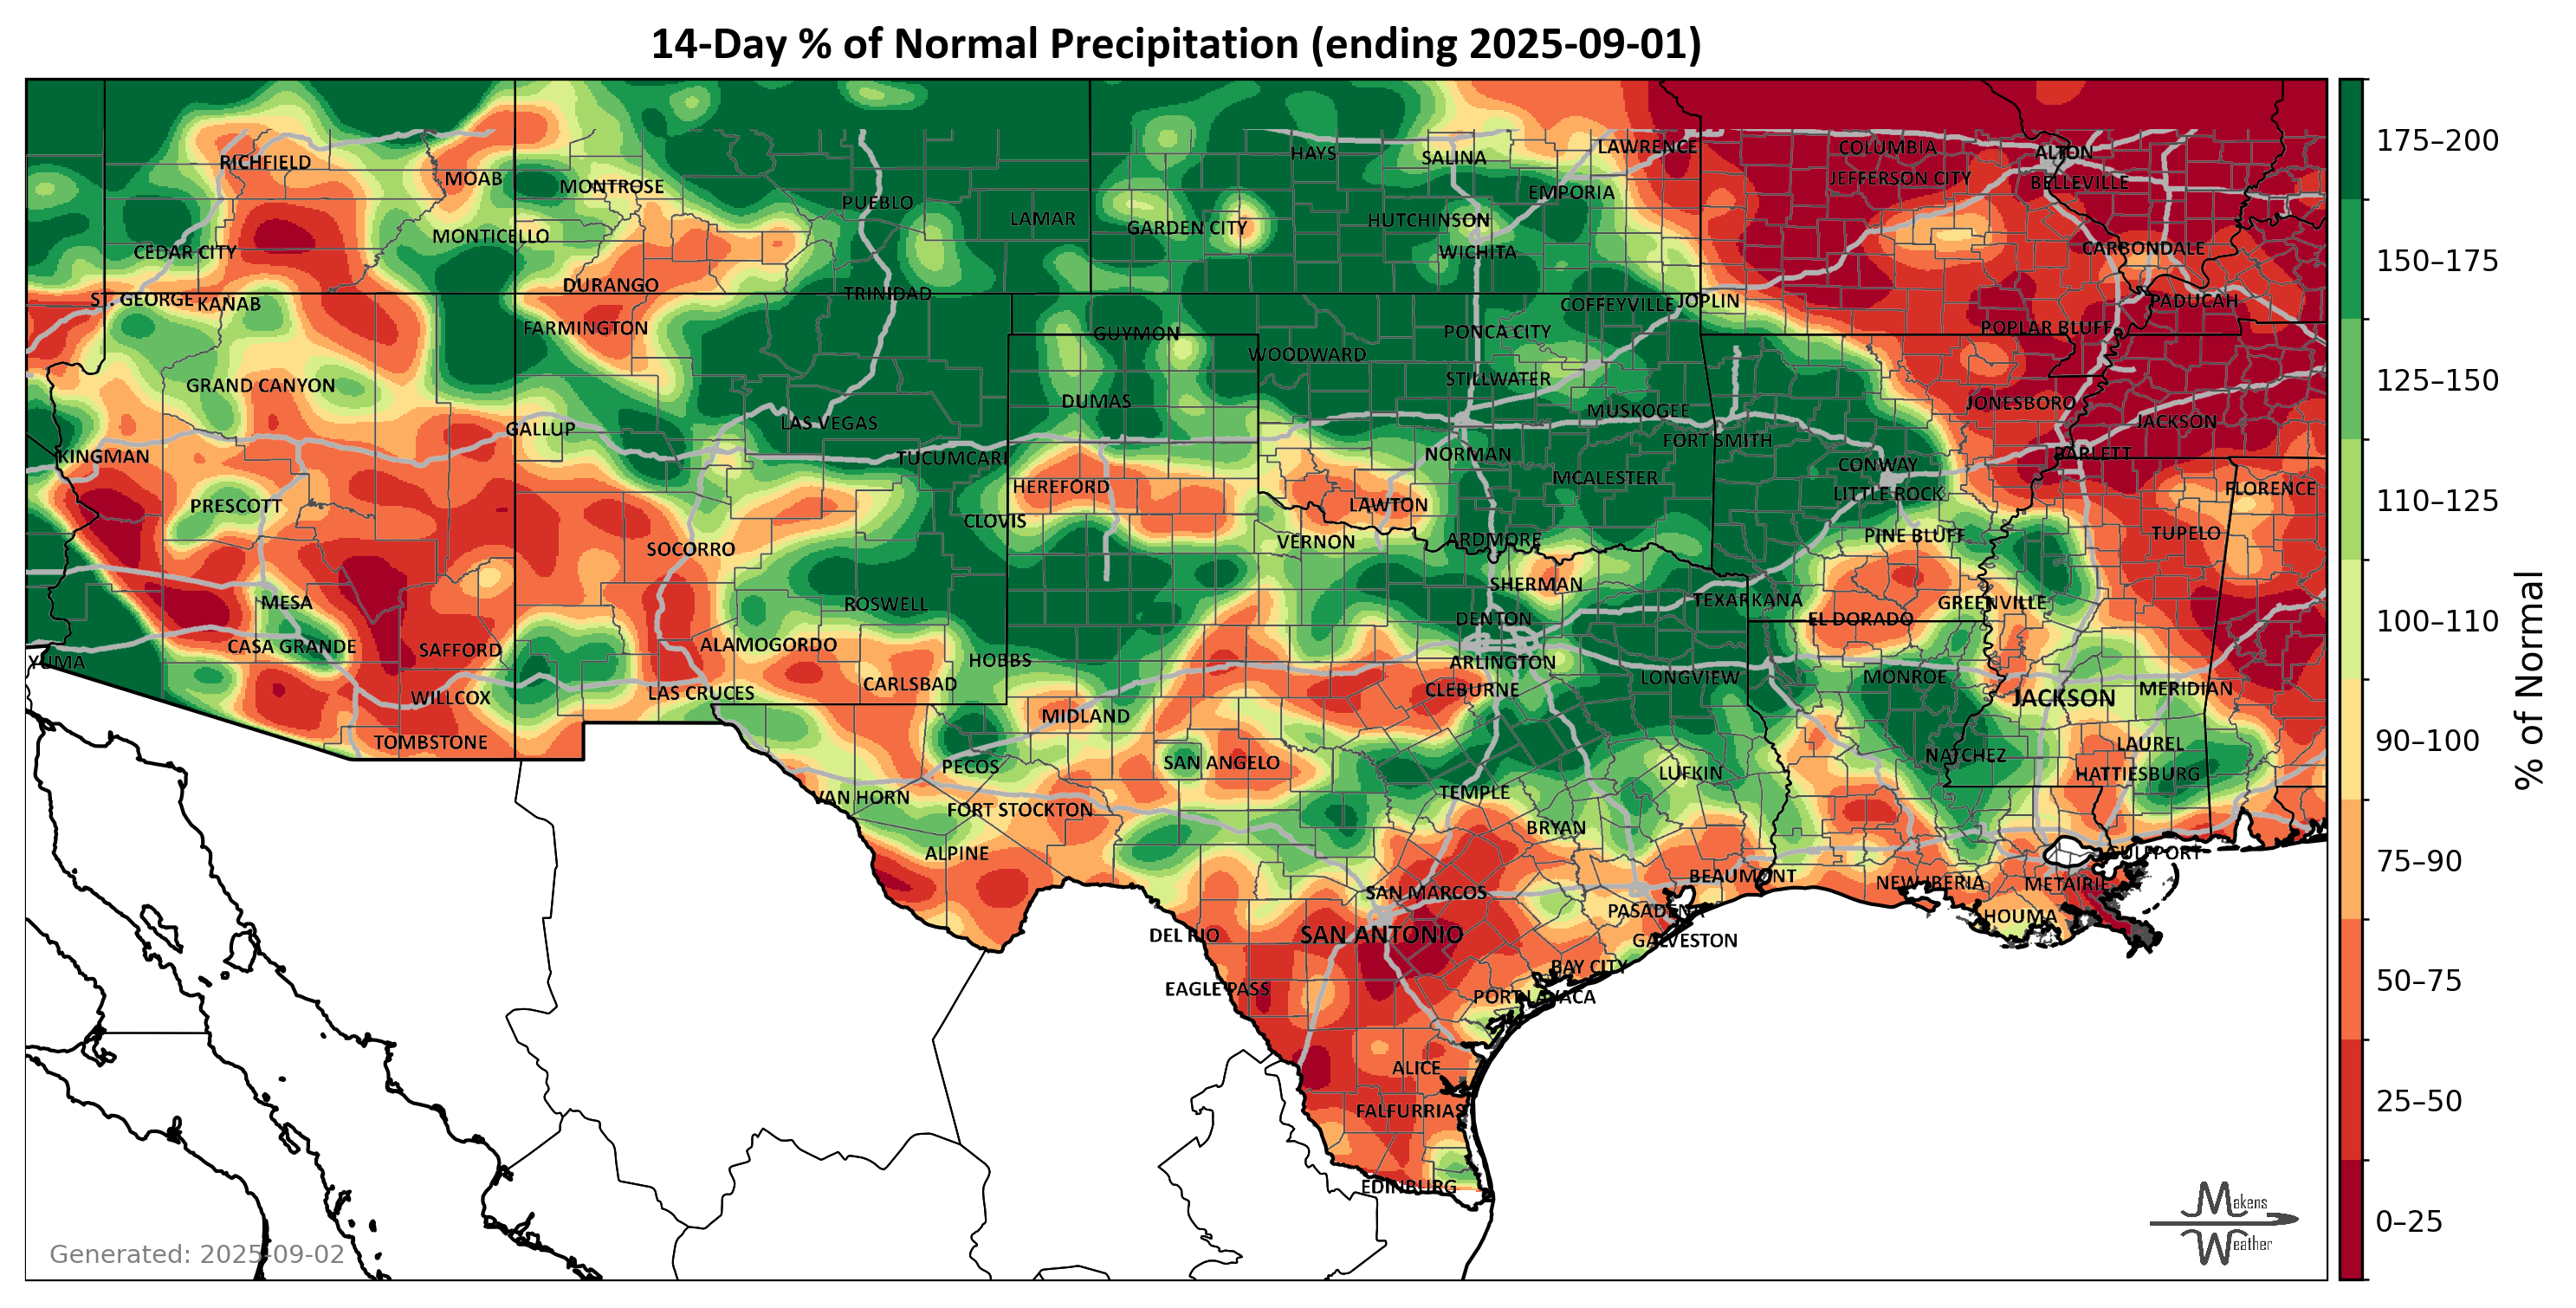 14-Day % of Normal Precipitation (ending 2025-09-01)
RICHFIELD
MOAB
MONTROSE
PUEBLO
LAMAR
HAYS
SALINA
LAWRENCE
COLUMBIA
ALTON
JEFFERSON CITY
BELLEVILLE
EMPORIA
GARDEN CITY
HUTCHINSON
WICHITA
CEDAR CITY
MONTICELLO
CARBONDALE
DURANGO
TRINIDAD
ST. GEORGE
KANAB
COFFEYVILLE
JOPLIN
PADUCAH
FARMINGTON
GUYMON
PONCA CITY
POPLAR BLUFF
WOODWARD
STILLWATER
GRAND CANYON
DUMAS
MUSKOGEE
JONESBORO
JACKSON
GALLUP
LAS VEGAS
FORT SMITH
KINGMAN
TUCUMCARI
NORMAN
BARLETT
CONWAY
HEREFORD
MCALESTER
LITTLE ROCK
FLORENCE
PRESCOTT
LAWTON
CLOVIS
PINE BLUFF
TUPELO
SOCORRO
VERNON
ARDMORE
SHERMAN
MESA
ROSWELL
TEXARKANA
GREENVILLE
DENTON
EL DORADO
CASA GRANDE
SAFFORD
ALAMOGORDO
YUMA
HOBBS
ARLINGTON
LONGVIEW
MONROE
WILLCOX
LAS CRUCES
CARLSBAD
CLEBURNE
JACKSON
MERIDIAN
MIDLAND
TOMBSTONE
LAUREL
PECOS
SAN ANGELO
LUFKIN
NATCHEZ
HATTIESBURG
VAN HORN
FORT STOCKTON
TEMPLE
BRYAN
ALPINE
GULFPORT
SAN MARCOS
BEAUMONT
NEW IBERIA
METAIRIE
PASADENA
HOUMA
DEL RIO
SAN ANTONIO
GALVESTON
BAY CITY
EAGLE PASS
PORT LAVACA
ALICE
FALFURRIAS
EDINBURG
Generated: 2025-09-02
Makens
Weather
175–200
150–175
125–150
110–125
100–110
90–100
75–90
50–75
25–50
0–25
% of Normal